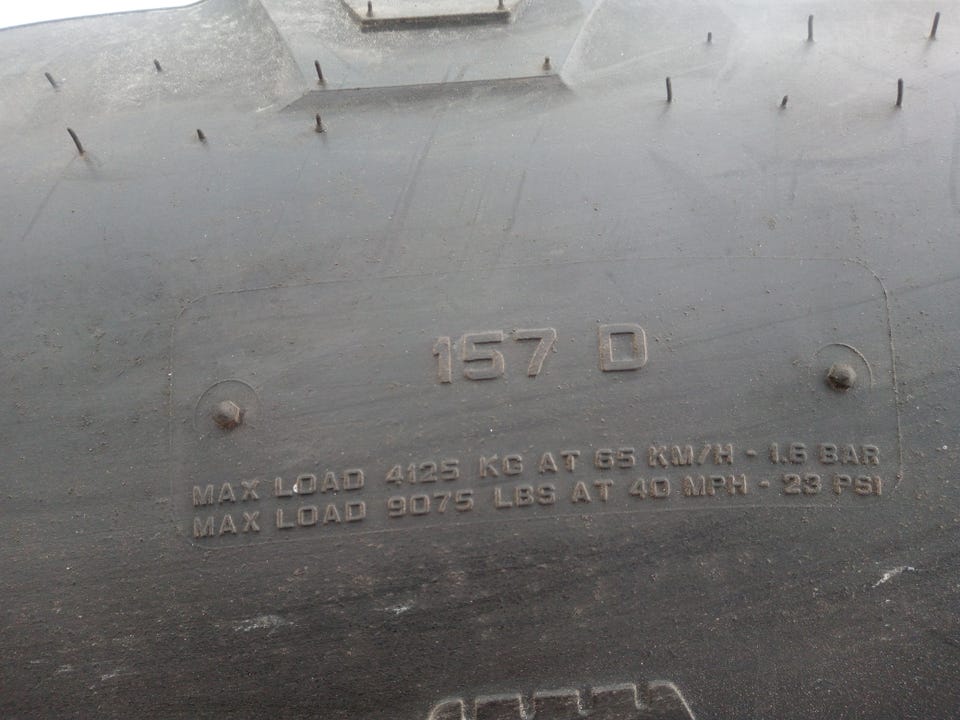 157 D
MAX LOAD 4125 KG AT 65 KM/H - 1.6 BAR
MAX LOAD 9075 LBS AT 40 MPH - 23 PSI